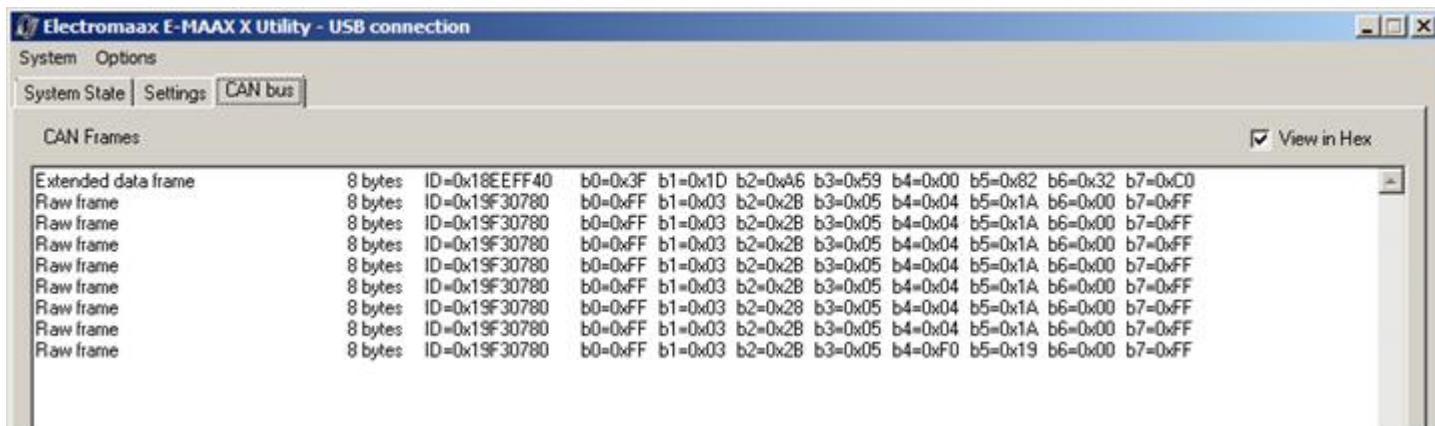 Electromaax E-MAAX X Utility - USB connection
System Options
System State Settings CAN bus
CAN Frames View in Hex
Extended data frame 8 bytes ID=0x18EEFF40 b0=0x3F b1=0x1D b2=0xA6 b3=0x59 b4=0x00 b5=0x82 b6=0x32 b7=0xC0
Raw frame 8 bytes ID=0x19F30780 b0=0xFF b1=0x03 b2=0x2B b3=0x05 b4=0x04 b5=0x1A b6=0x00 b7=0xFF
Raw frame 8 bytes ID=0x19F30780 b0=0xFF b1=0x03 b2=0x2B b3=0x05 b4=0x04 b5=0x1A b6=0x00 b7=0xFF
Raw frame 8 bytes ID=0x19F30780 b0=0xFF b1=0x03 b2=0x2B b3=0x05 b4=0x04 b5=0x1A b6=0x00 b7=0xFF
Raw frame 8 bytes ID=0x19F30780 b0=0xFF b1=0x03 b2=0x2B b3=0x05 b4=0x04 b5=0x1A b6=0x00 b7=0xFF
Raw frame 8 bytes ID=0x19F30780 b0=0xFF b1=0x03 b2=0x2B b3=0x05 b4=0x04 b5=0x1A b6=0x00 b7=0xFF
Raw frame 8 bytes ID=0x19F30780 b0=0xFF b1=0x03 b2=0x28 b3=0x05 b4=0x04 b5=0x1A b6=0x00 b7=0xFF
Raw frame 8 bytes ID=0x19F30780 b0=0xFF b1=0x03 b2=0x2B b3=0x05 b4=0x04 b5=0x1A b6=0x00 b7=0xFF
Raw frame 8 bytes ID=0x19F30780 b0=0xFF b1=0x03 b2=0x2B b3=0x05 b4=0xF0 b5=0x19 b6=0x00 b7=0xFF